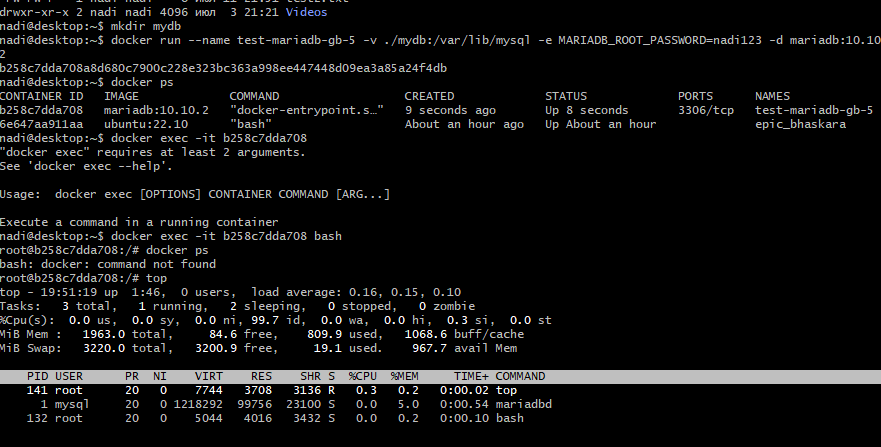 drwxr-xr-x 2 nadi nadi 4096 июл  3 21:21 Videos
nadi@desktop:~$ mkdir mydb
nadi@desktop:~$ docker run --name test-mariadb-gb-5 -v ./mydb:/var/lib/mysql -e MARIADB_ROOT_PASSWORD=nadi123 -d mariadb:10.10.
2
b258c7dda708a8d680c7900c228e323bc363a998ee447448d09ea3a85a24f4db
nadi@desktop:~$ docker ps
CONTAINER ID   IMAGE             COMMAND                  CREATED             STATUS             PORTS      NAMES
b258c7dda708   mariadb:10.10.2   "docker-entrypoint.s…"   9 seconds ago       Up 8 seconds       3306/tcp   test-mariadb-gb-5
6e647aa911aa   ubuntu:22.10      "bash"                   About an hour ago   Up About an hour              epic_bhaskara
nadi@desktop:~$ docker exec -it b258c7dda708
"docker exec" requires at least 2 arguments.
See 'docker exec --help'.
Usage:  docker exec [OPTIONS] CONTAINER COMMAND [ARG...]
Execute a command in a running container
nadi@desktop:~$ docker exec -it b258c7dda708 bash
root@b258c7dda708:/# docker ps
bash: docker: command not found
root@b258c7dda708:/# top
top - 19:51:19 up  1:46,  0 users,  load average: 0.16, 0.15, 0.10
Tasks:   3 total,   1 running,   2 sleeping,   0 stopped,   0 zombie
%Cpu(s):  0.0 us,  0.0 sy,  0.0 ni, 99.7 id,  0.0 wa,  0.0 hi,  0.3 si,  0.0 st
MiB Mem :   1963.0 total,     84.6 free,    809.9 used,   1068.6 buff/cache
MiB Swap:   3220.0 total,   3200.9 free,     19.1 used.    967.7 avail Mem
PID USER      PR  NI    VIRT    RES    SHR S  %CPU  %MEM     TIME+ COMMAND
141 root      20   0    7744   3708   3136 R   0.3   0.2   0:00.02 top
1 mysql     20   0 1218292  99756  23100 S   0.0   5.0   0:00.54 mariadbd
132 root      20   0    5044   4016   3432 S   0.0   0.2   0:00.10 bash